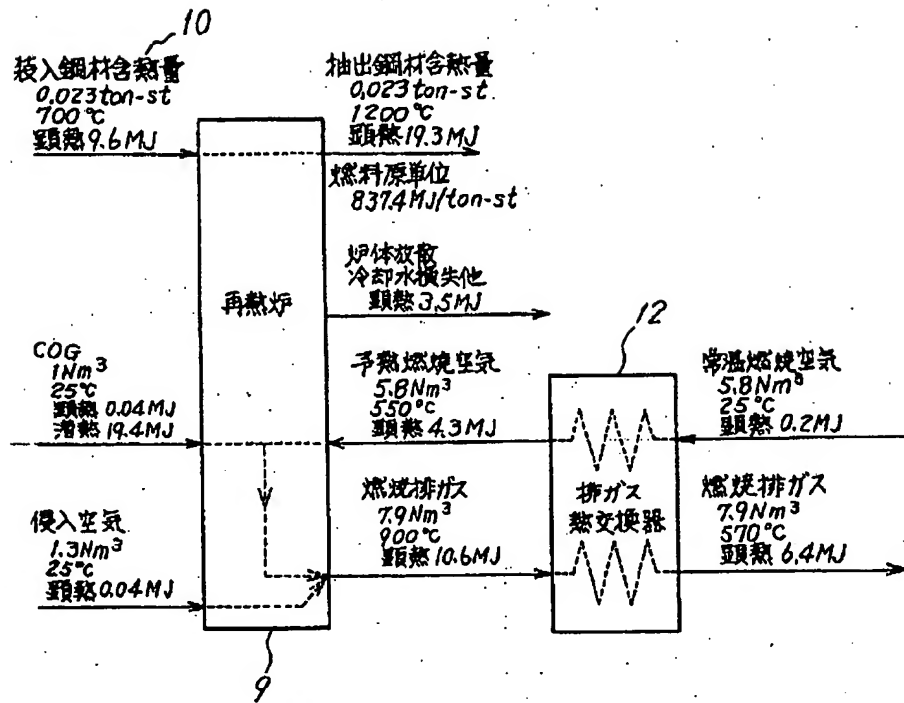 10
装入鋼材含熱量
0.023ton-st
700℃
顕熱9.6MJ
抽出鋼材含熱量
0.023ton-st
1200℃
顕熱19.3MJ
燃料原単位
837.4MJ/ton-st
炉体放散
冷却水損失他
顕熱3.5MJ
再熱炉
COG
1Nm³
25℃
顕熱0.04MJ
潜熱19.4MJ
予熱燃焼空気
5.8Nm³
550℃
顕熱4.3MJ
12
常温燃焼空気
5.8Nm³
25℃
顕熱0.2MJ
侵入空気
1.3Nm³
25℃
顕熱0.04MJ
燃焼排ガス
7.9Nm³
900℃
顕熱10.6MJ
排ガス
熱交換器
燃焼排ガス
7.9Nm³
570℃
顕熱6.4MJ
9